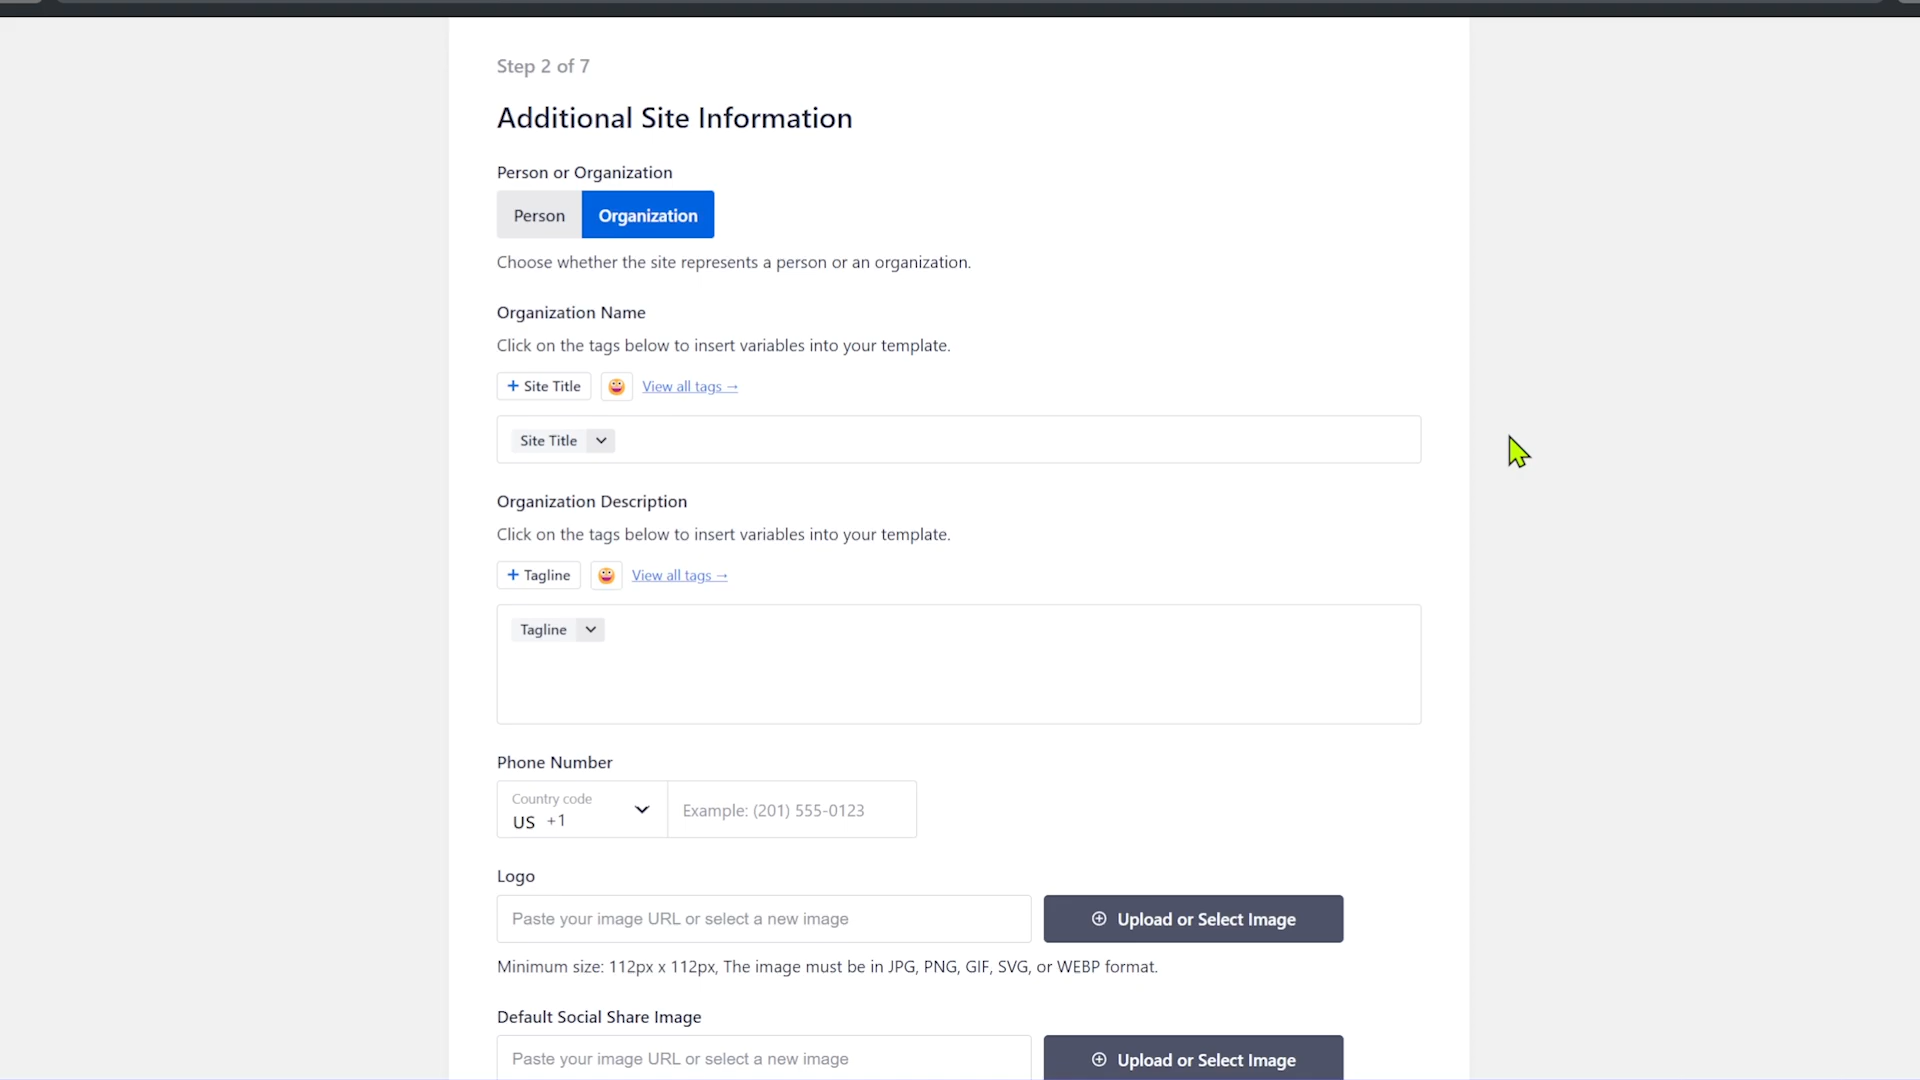 Step 2 of 7
Additional Site Information
Person or Organization
Person Organization
Choose whether the site represents a person or an organization.
Organization Name
Click on the tags below to insert variables into your template.
+ Site Title View all tags →
Site Title
Organization Description
Click on the tags below to insert variables into your template.
+ Tagline View all tags →
Tagline
Phone Number
Country code
US +1 Example: (201) 555-0123
Logo
Paste your image URL or select a new image Upload or Select Image
Minimum size: 112px x 112px, The image must be in JPG, PNG, GIF, SVG, or WEBP format.
Default Social Share Image
Paste your image URL or select a new image Upload or Select Image